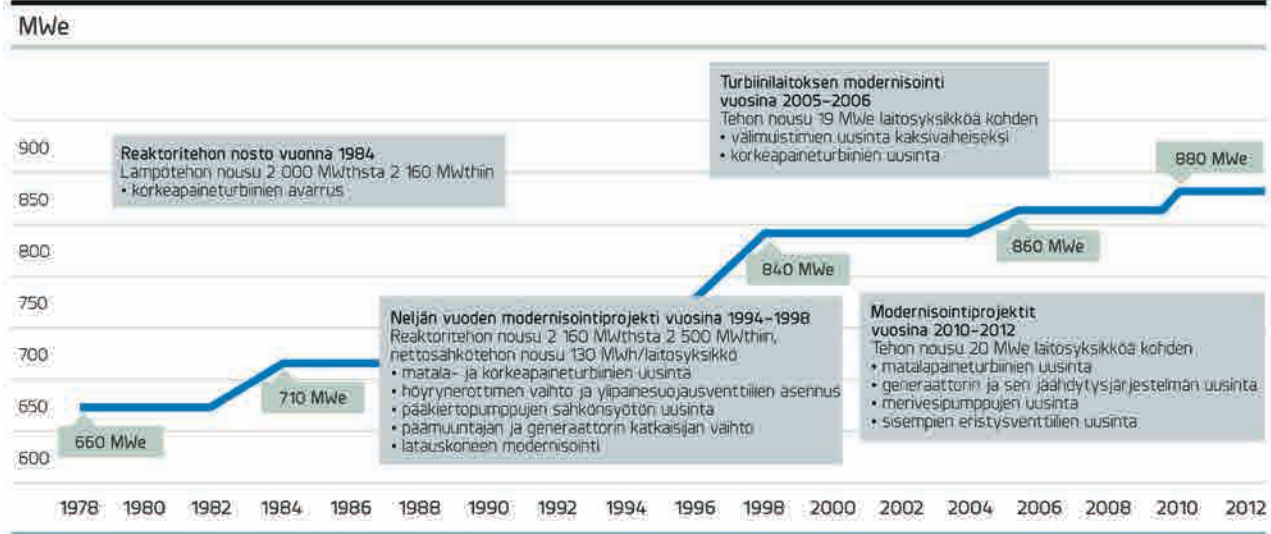 MWe
Turbiinilaitoksen modernisointi
vuosina 2005–2006
Tehon nousu 19 MWe laitosyksikköä kohden
• välimuistimien uusinta kaksivaiheiseksi
• korkeapaineturbiinien uusinta
900
Reaktoritehon nosto vuonna 1984
Lämpötehon nousu 2 000 MWthsta 2 160 MWthiin
• korkeapaineturbiinien avarrus
880 MWe
850
800
860 MWe
840 MWe
750
Neljän vuoden modernisointiprojekti vuosina 1994–1998
Reaktoritehon nousu 2 160 MWthsta 2 500 MWthiin,
nettosähkötehon nousu 130 MWh/laitosyksikkö
• matala- ja korkeapaineturbiinien uusinta
• höyrynerottimen vaihto ja ylipainesuojausventtiilien asennus
• pääkiertopumppujen sähkönsyötön uusinta
• päämuuntajan ja generaattorin katkaisijan vaihto
• latauskoneen modernisointi
Modernisointiprojektit
vuosina 2010–2012
Tehon nousu 20 MWe laitosyksikköä kohden
• matalapaineturbiinien uusinta
• generaattorin ja sen jäähdytysjärjestelmän uusinta
• merivesipumppujen uusinta
• sisempien eristysventtiilien uusinta
700
710 MWe
650
660 MWe
600
1978 1980 1982 1984 1986 1988 1990 1992 1994 1996 1998 2000 2002 2004 2006 2008 2010 2012